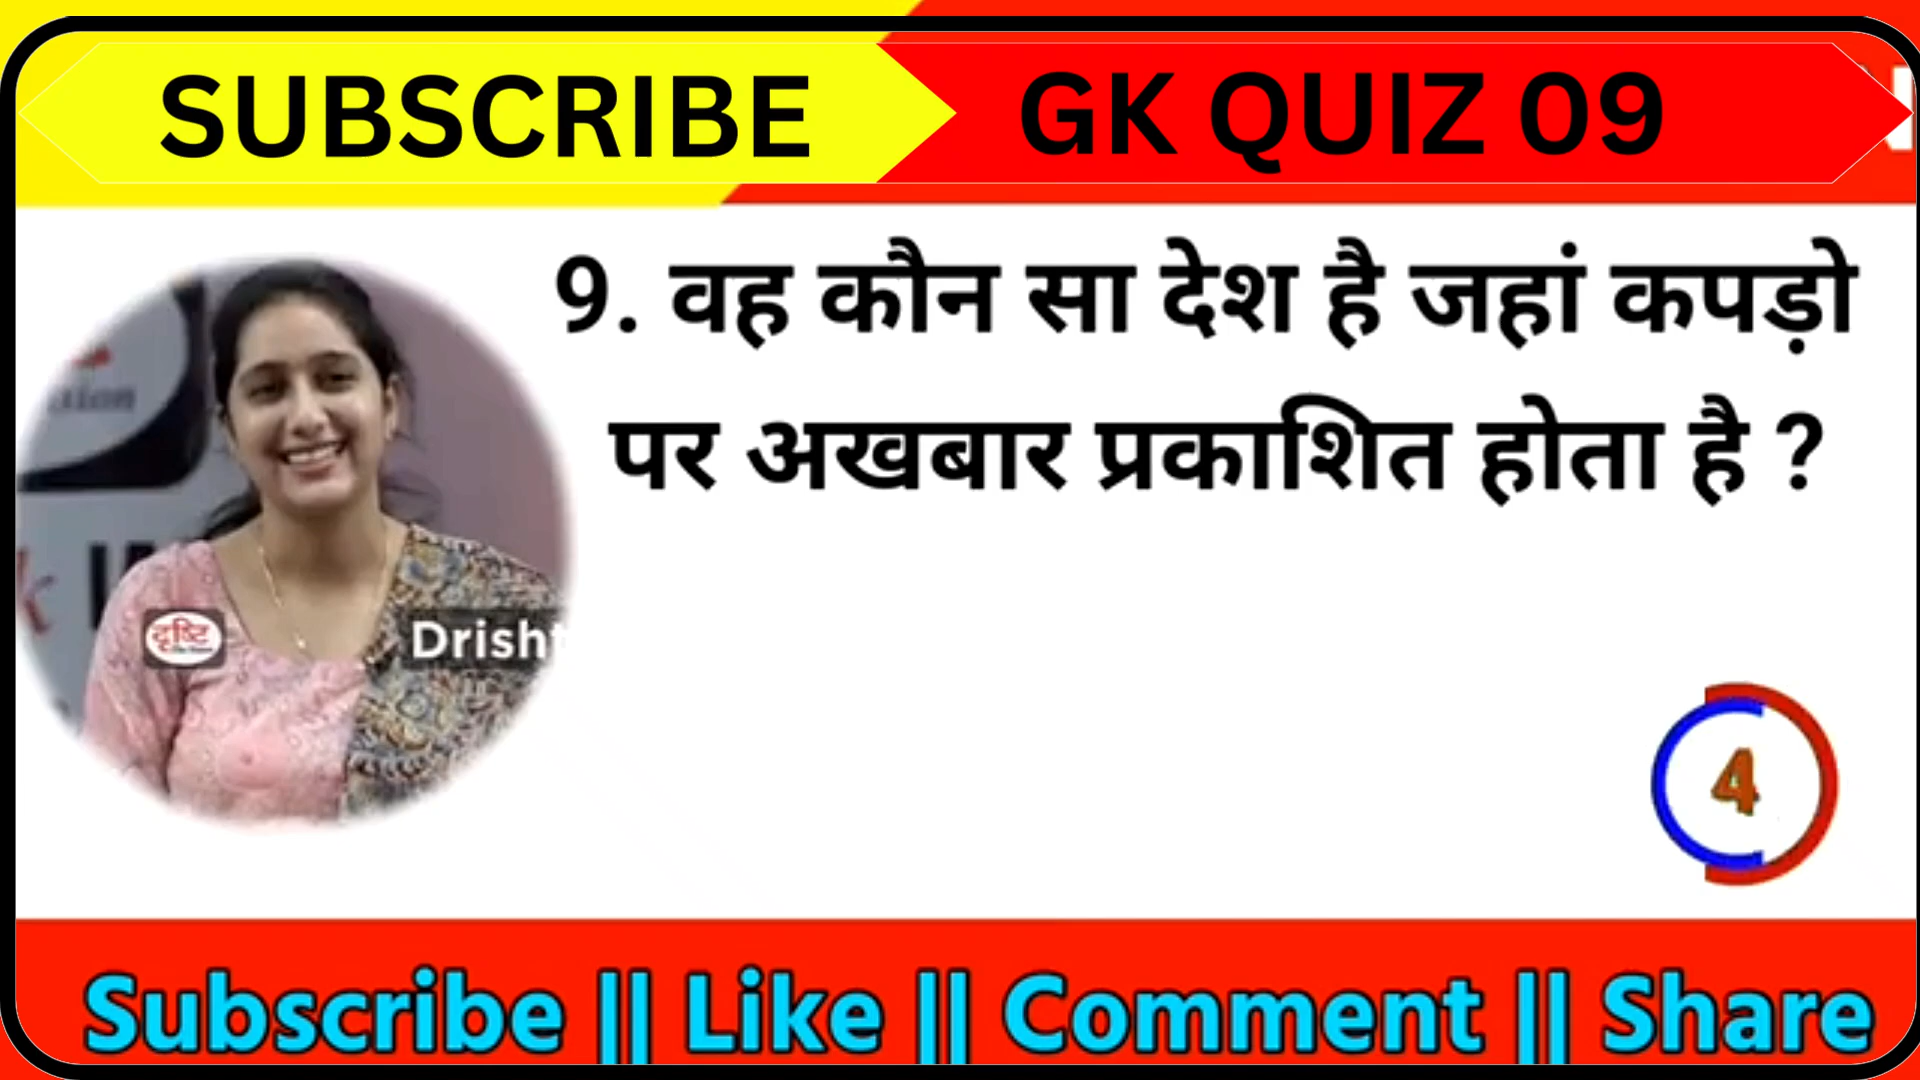 SUBSCRIBE
GK QUIZ 09
9. वह कौन सा देश है जहां कपड़ो
पर अखबार प्रकाशित होता है ?
दृष्टि
Drisht
4
Subscribe || Like || Comment || Share